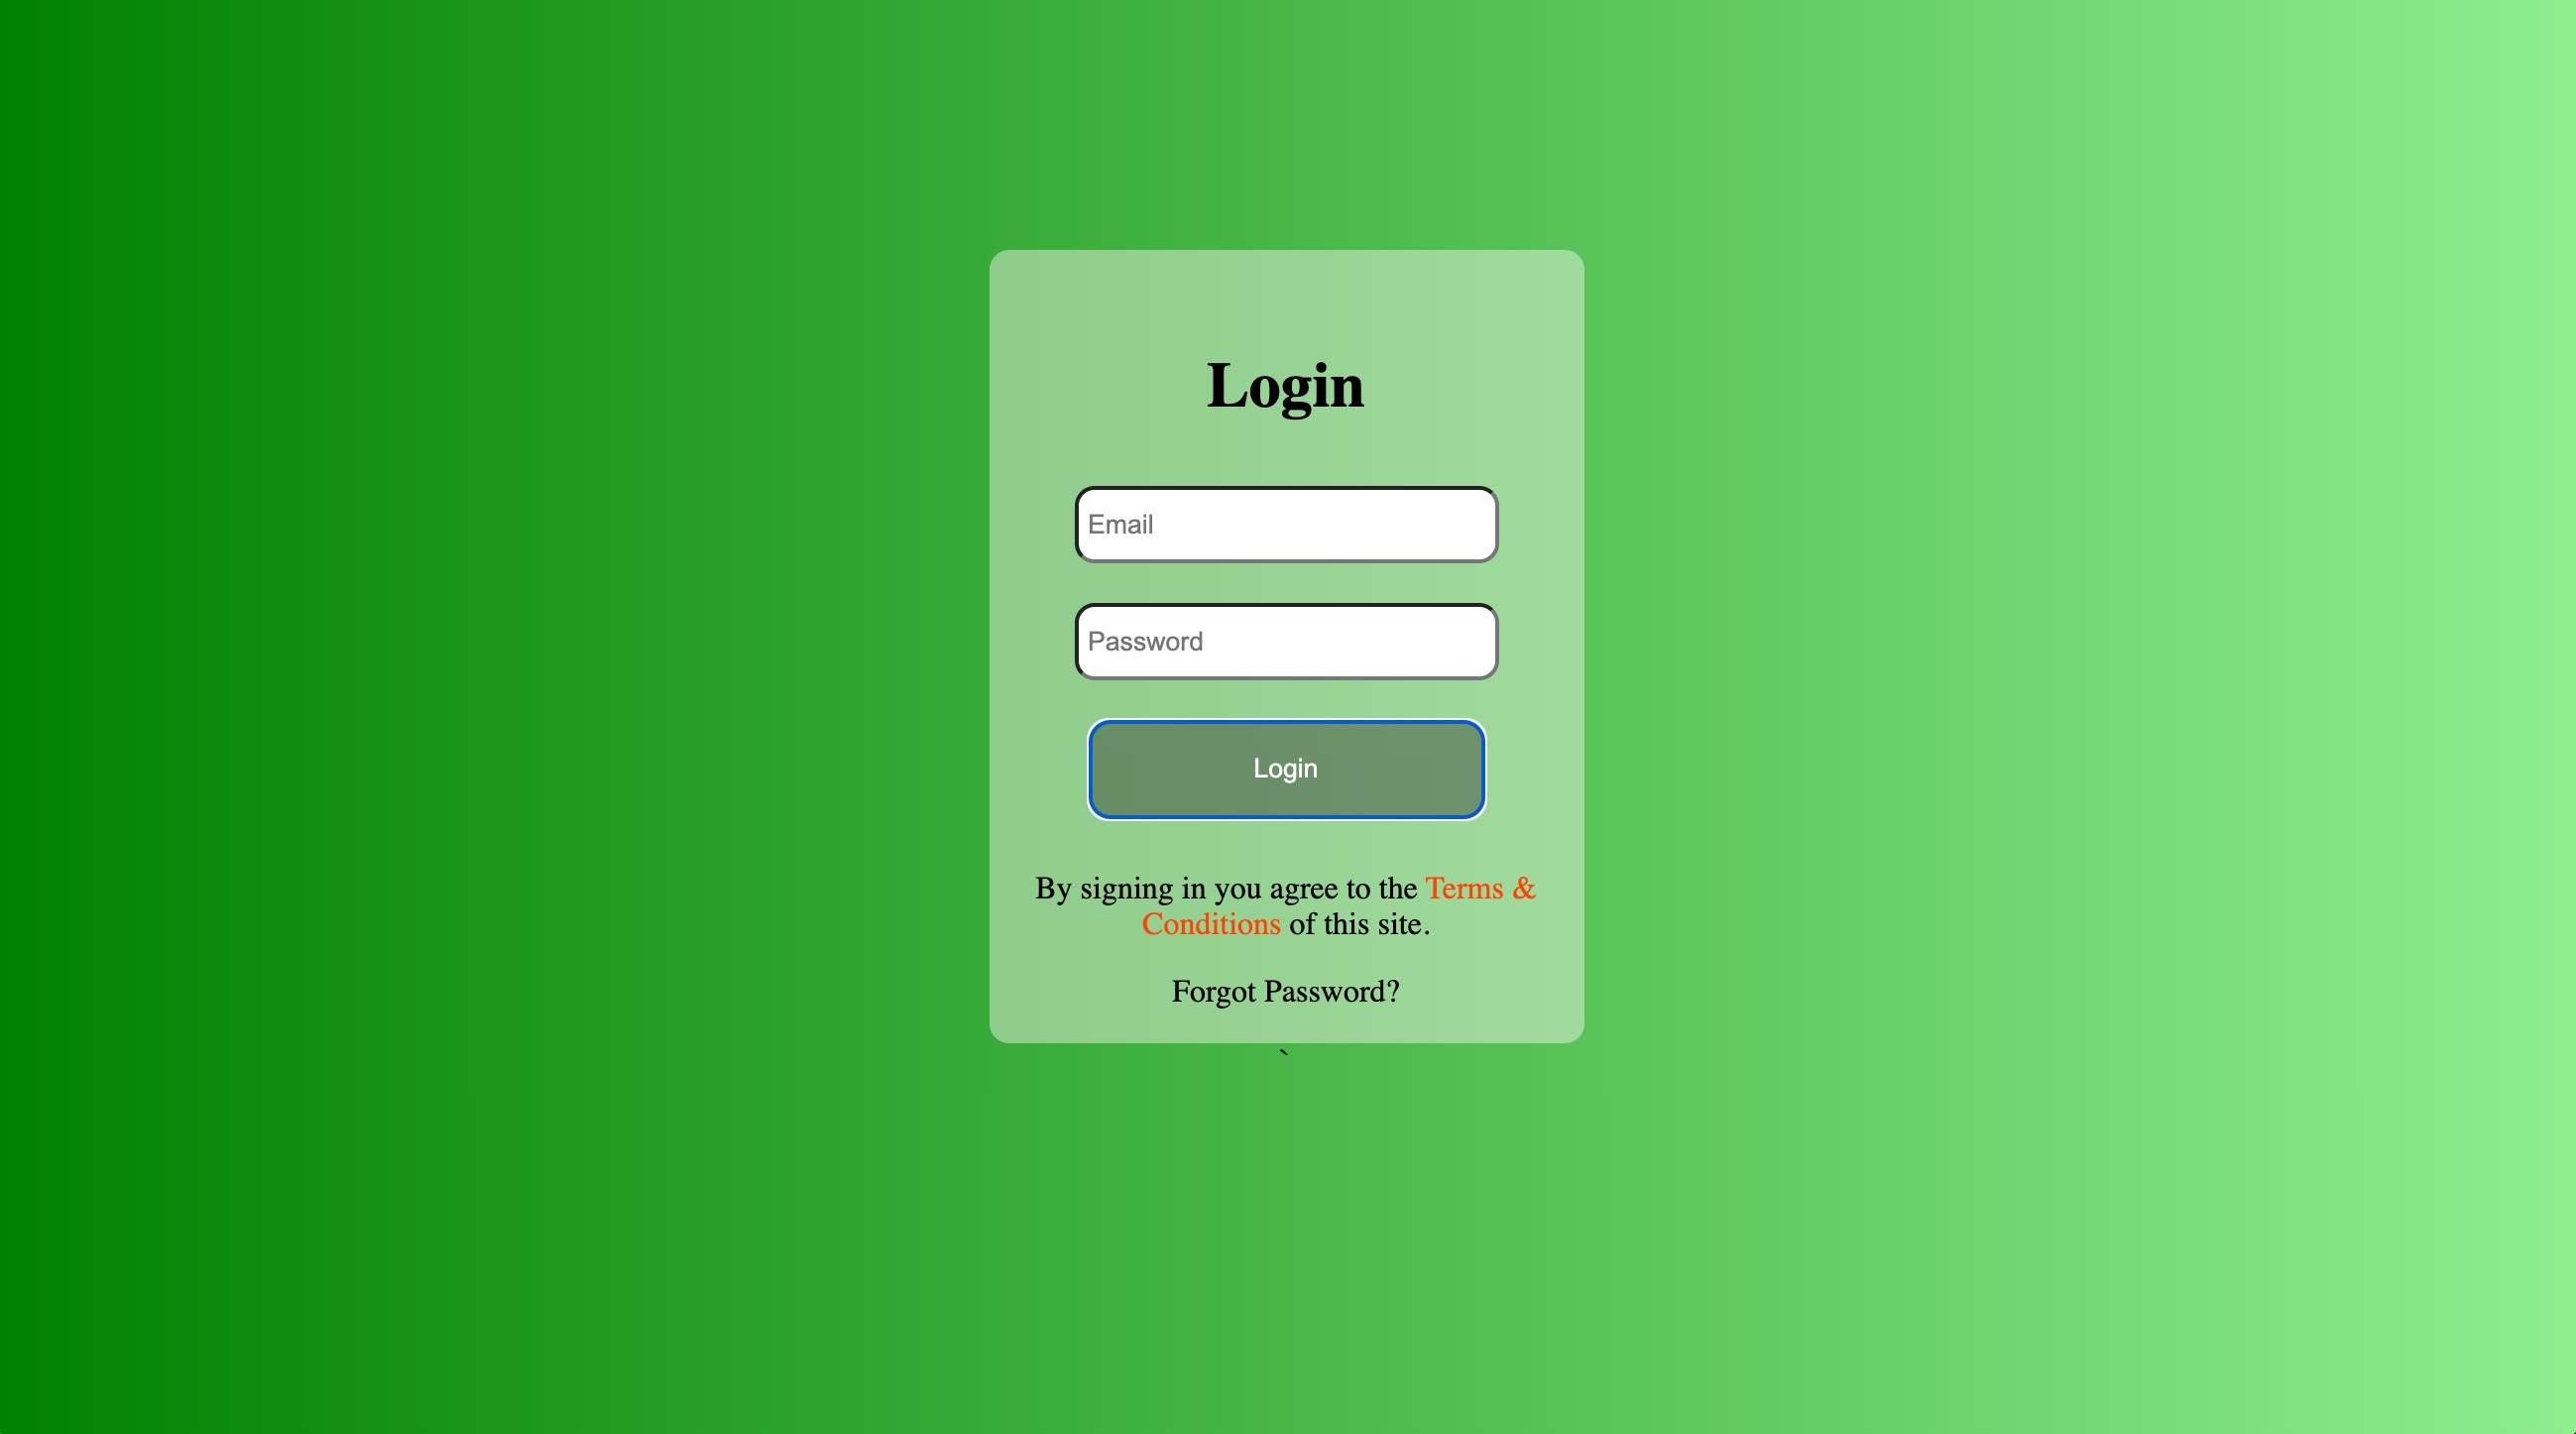 Login
Email
Password
Login
By signing in you agree to the Terms &
Conditions of this site.
Forgot Password?
`